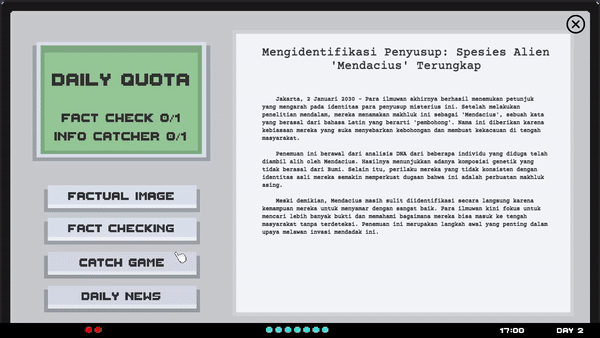 DAILY QUOTA
FACT CHECK 0/1
INFO CATCHER 0/1
FACTUAL IMAGE
FACT CHECKING
CATCH GAME
DAILY NEWS
Mengidentifikasi Penyusup: Spesies Alien
'Mendacius' Terungkap
Jakarta, 2 Januari 2030 - Para ilmuwan akhirnya berhasil menemukan petunjuk
yang mengarah pada identitas para penyusup misterius ini. Setelah melakukan
penelitian mendalam, mereka menamakan makhluk ini sebagai 'Mendacius', sebuah kata
yang berasal dari bahasa Latin yang berarti 'pembohong'. Nama ini diberikan karena
kebiasaan mereka yang suka menyebarkan kebohongan dan membuat kekacauan di tengah
masyarakat.
Penemuan ini berawal dari analisis DNA dari beberapa individu yang diduga telah
diambil alih oleh Mendacius. Hasilnya menunjukkan adanya komposisi genetik yang
tidak berasal dari Bumi. Selain itu, perilaku mereka yang tidak konsisten dengan
identitas asli mereka semakin memperkuat dugaan bahwa ini adalah perbuatan makhluk
asing.
Meski demikian, Mendacius masih sulit diidentifikasi secara langsung karena
kemampuan mereka untuk menyamar dengan sangat baik. Para ilmuwan kini fokus untuk
mencari lebih banyak bukti dan memahami bagaimana mereka bisa masuk ke tengah
masyarakat tanpa terdeteksi. Penemuan ini merupakan langkah awal yang penting dalam
upaya melawan invasi mendadak ini.
17:00
DAY 2